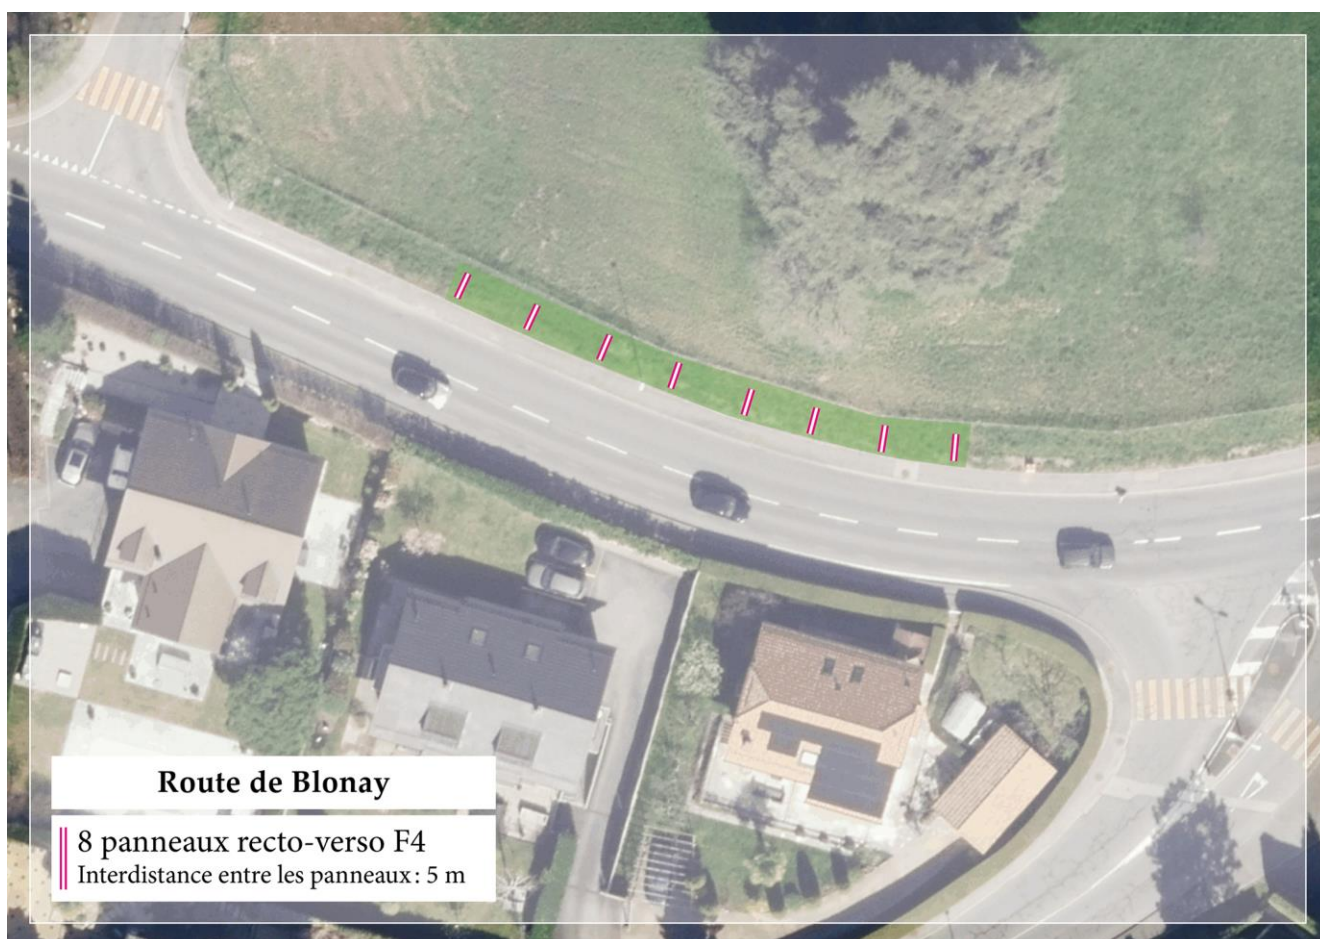 Route de Blonay
8 panneaux recto-verso F4
Interdistance entre les panneaux : 5 m